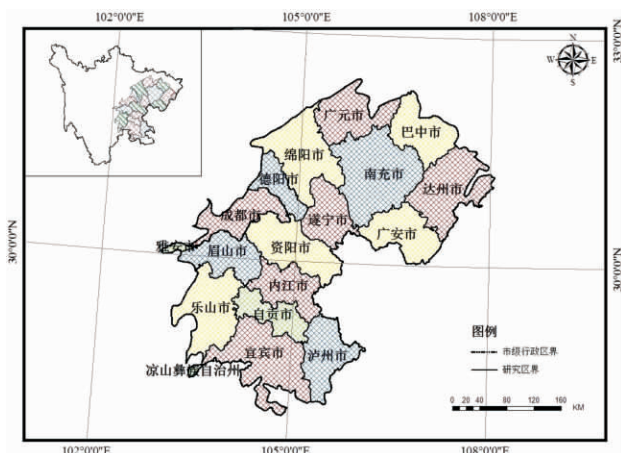 102°0'0"E
105°0'0"E
108°0'0"E
33°0'0"N
N
W
E
S
广元市
巴中市
绵阳市
德阳市
南充市
达州市
成都市
遂宁市
广安市
雅安市
眉山市
资阳市
30°0'0"N
30°0'0"N
内江市
乐山市
自贡市
宜宾市
泸州市
凉山彝族自治州
图例
市级行政区界
研究区界
0 20 40 80 120 160
KM
102°0'0"E
105°0'0"E
108°0'0"E